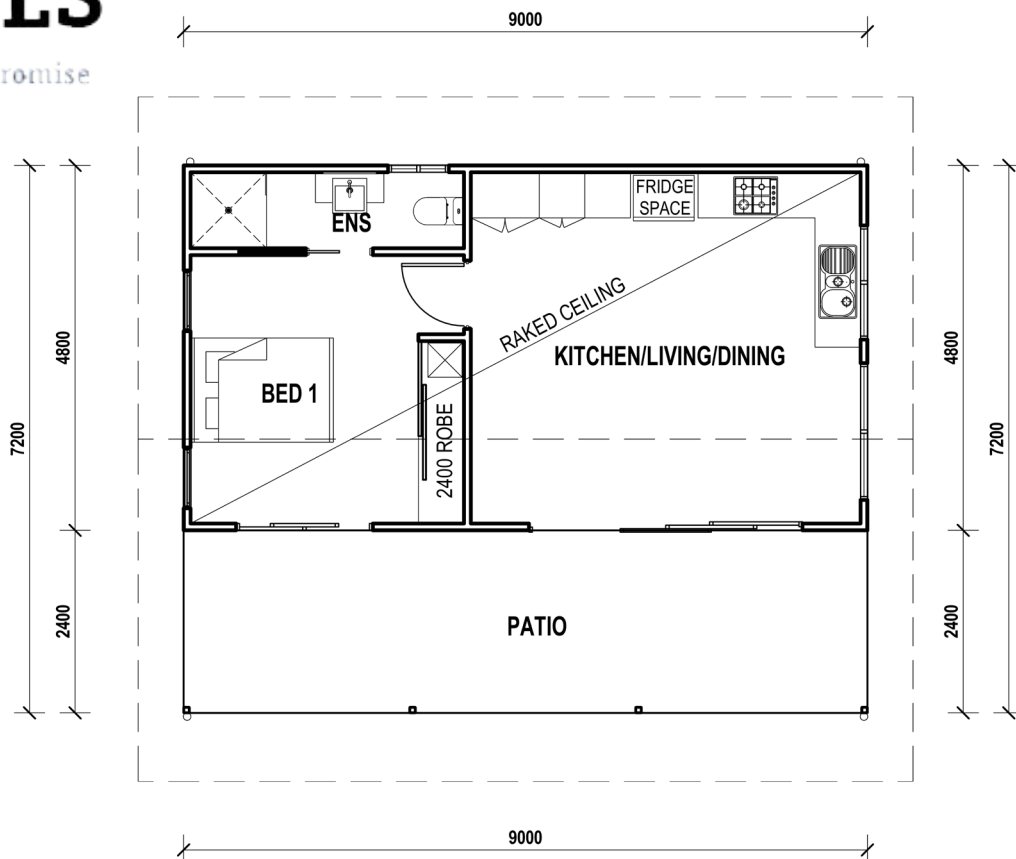 romise
9000
FRIDGE
SPACE
ENS
RAKED CEILING
KITCHEN/LIVING/DINING
BED 1
2400 ROBE
4800
7200
2400
4800
7200
2400
PATIO
9000